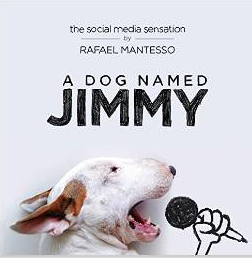 the social media sensation
by
RAFAEL MANTESSO
A DOG NAMED
JIMMY